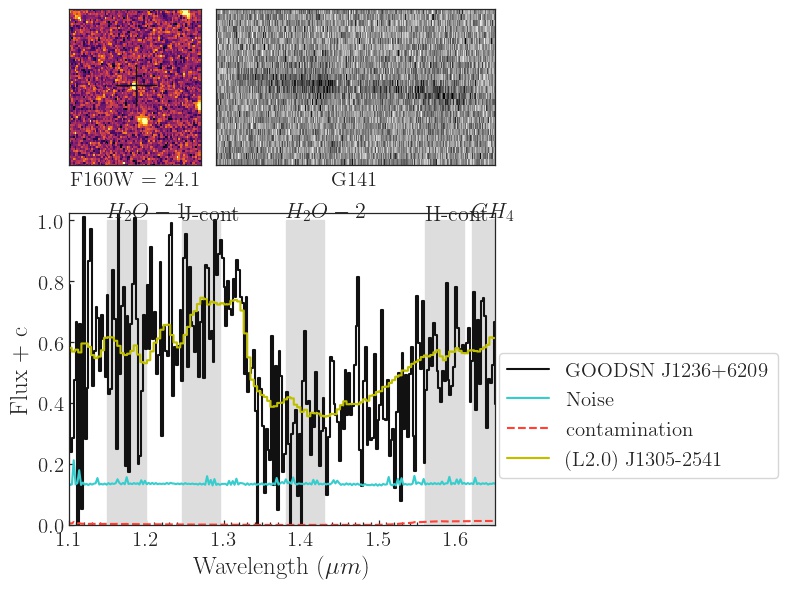 F160W = 24.1
G141
H₂O − 1
J-cont
H₂O − 2
H-cont
CH₄
1.0
0.8
0.6
0.4
0.2
0.0
Flux + c
1.1
1.2
1.3
1.4
1.5
1.6
Wavelength (μm)
GOODSN J1236+6209
Noise
contamination
(L2.0) J1305-2541